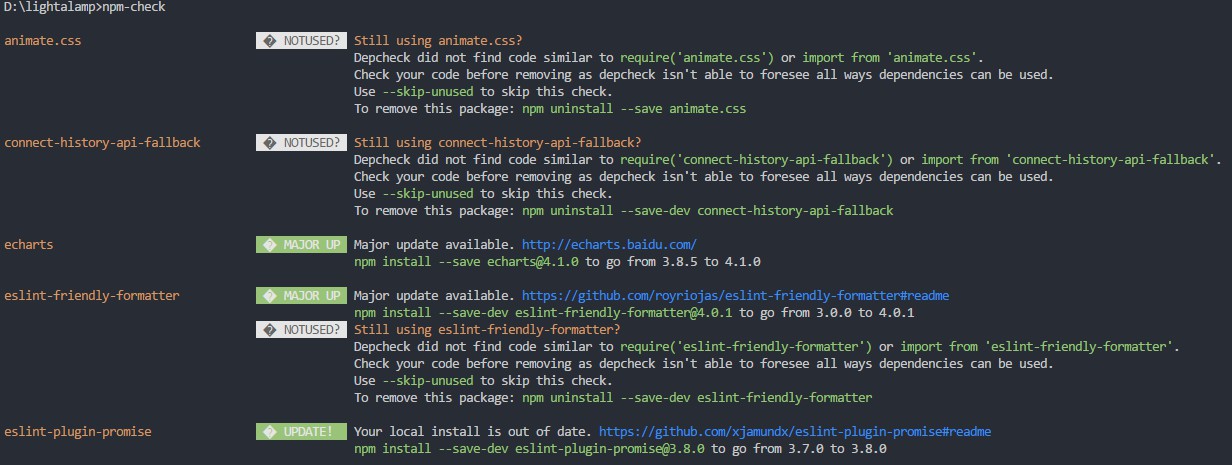 D:\lightalamp>npm-check
animate.css � NOTUSED? Still using animate.css?
Depcheck did not find code similar to require('animate.css') or import from 'animate.css'.
Check your code before removing as depcheck isn't able to foresee all ways dependencies can be used.
Use --skip-unused to skip this check.
To remove this package: npm uninstall --save animate.css
connect-history-api-fallback � NOTUSED? Still using connect-history-api-fallback?
Depcheck did not find code similar to require('connect-history-api-fallback') or import from 'connect-history-api-fallback'.
Check your code before removing as depcheck isn't able to foresee all ways dependencies can be used.
Use --skip-unused to skip this check.
To remove this package: npm uninstall --save-dev connect-history-api-fallback
echarts � MAJOR UP Major update available. http://echarts.baidu.com/
npm install --save echarts@4.1.0 to go from 3.8.5 to 4.1.0
eslint-friendly-formatter � MAJOR UP Major update available. https://github.com/royriojas/eslint-friendly-formatter#readme
npm install --save-dev eslint-friendly-formatter@4.0.1 to go from 3.0.0 to 4.0.1
� NOTUSED? Still using eslint-friendly-formatter?
Depcheck did not find code similar to require('eslint-friendly-formatter') or import from 'eslint-friendly-formatter'.
Check your code before removing as depcheck isn't able to foresee all ways dependencies can be used.
Use --skip-unused to skip this check.
To remove this package: npm uninstall --save-dev eslint-friendly-formatter
eslint-plugin-promise � UPDATE! Your local install is out of date. https://github.com/xjamundx/eslint-plugin-promise#readme
npm install --save-dev eslint-plugin-promise@3.8.0 to go from 3.7.0 to 3.8.0